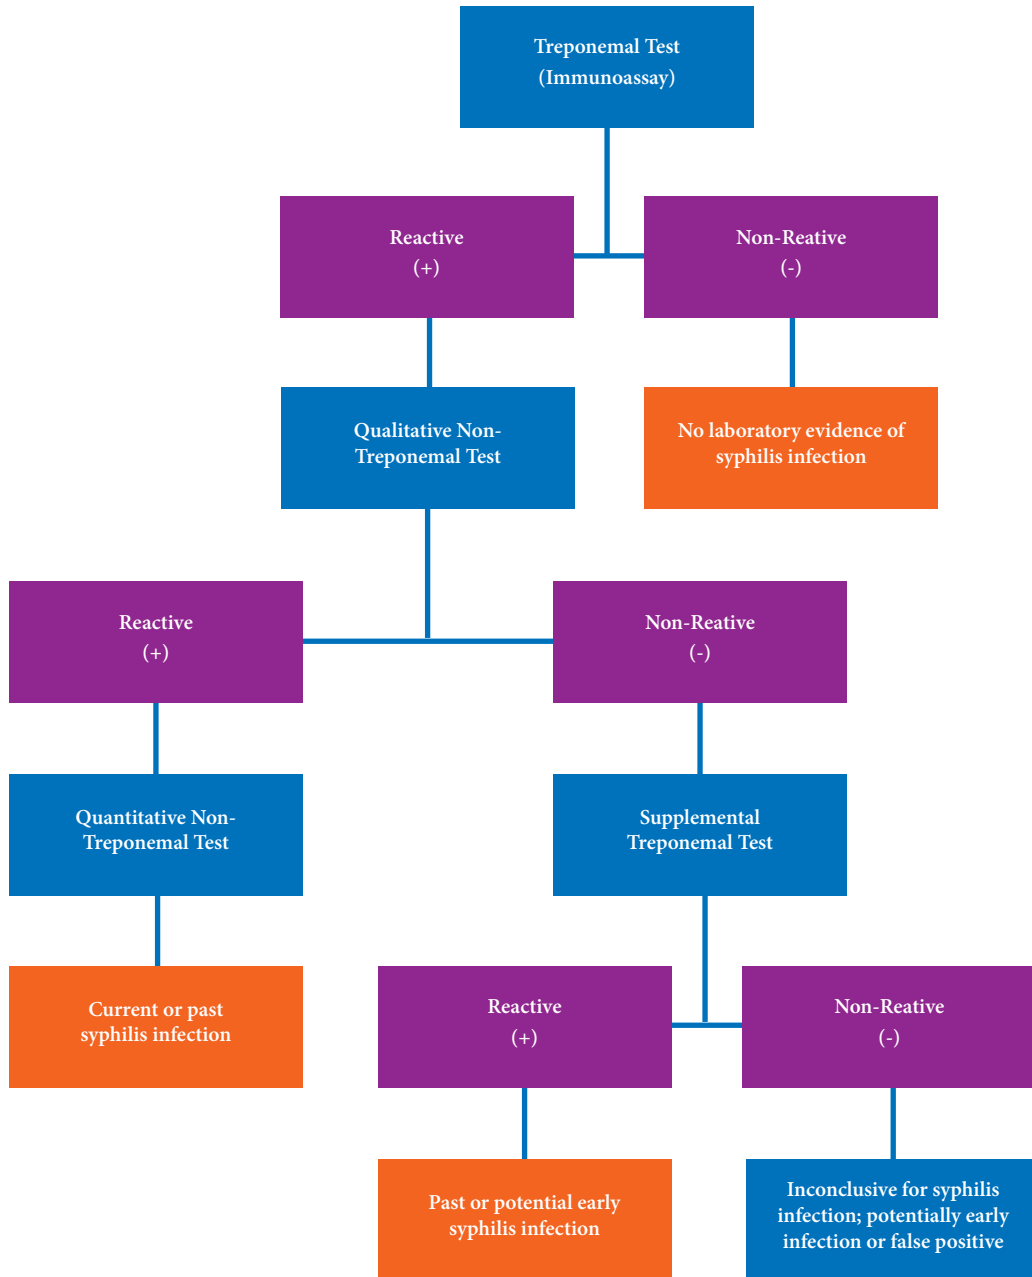 Treponemal Test
(Immunoassay)
Reactive
(+)
Non-Reative
(-)
Qualitative Non-
Treponemal Test
No laboratory evidence of
syphilis infection
Reactive
(+)
Non-Reative
(-)
Quantitative Non-
Treponemal Test
Supplemental
Treponemal Test
Current or past
syphilis infection
Reactive
(+)
Non-Reative
(-)
Past or potential early
syphilis infection
Inconclusive for syphilis
infection; potentially early
infection or false positive